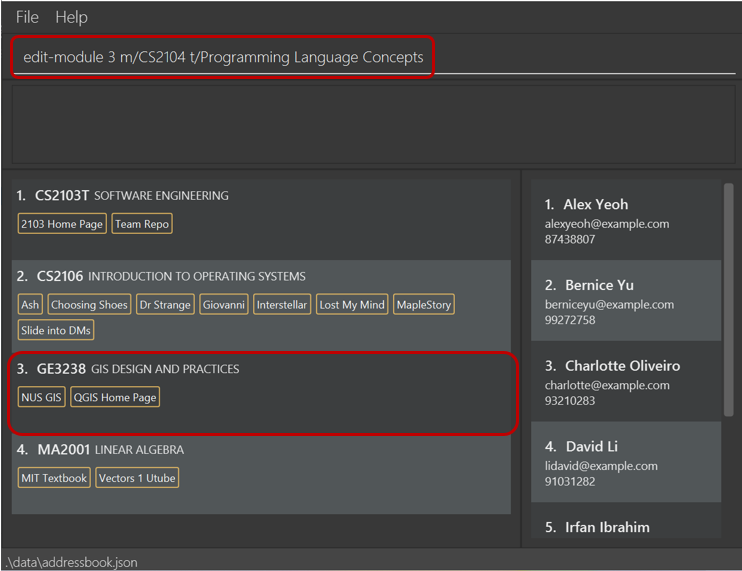 File Help
edit-module 3 m/CS2104 t/Programming Language Concepts
1. CS2103T SOFTWARE ENGINEERING
2103 Home Page Team Repo
2. CS2106 INTRODUCTION TO OPERATING SYSTEMS
Ash Choosing Shoes Dr Strange Giovanni Interstellar Lost My Mind MapleStory
Slide into DMs
3. GE3238 GIS DESIGN AND PRACTICES
NUS GIS QGIS Home Page
4. MA2001 LINEAR ALGEBRA
MIT Textbook Vectors 1 Utube
1. Alex Yeoh
alexyeoh@example.com
87438807
2. Bernice Yu
berniceyu@example.com
99272758
3. Charlotte Oliveiro
charlotte@example.com
93210283
4. David Li
lidavid@example.com
91031282
5. Irfan Ibrahim
.\data\addressbook.json